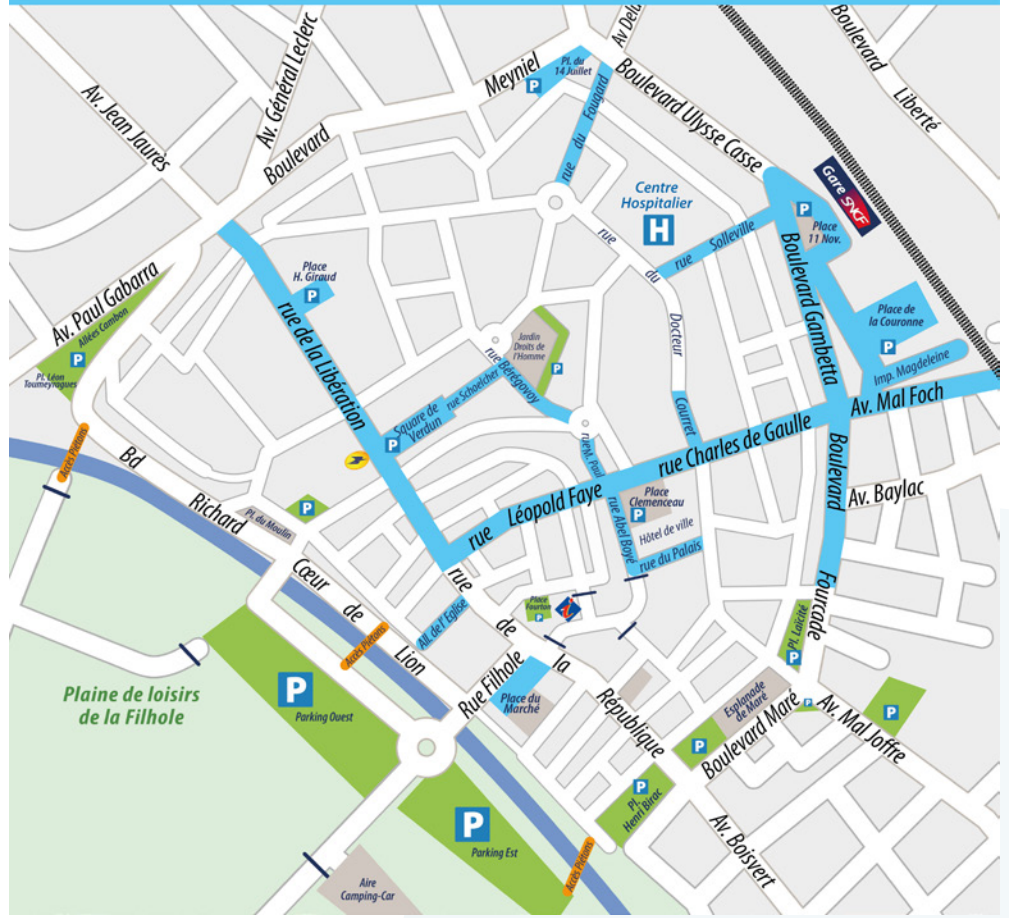 Av. Jean Jaurès
Av. Général Leclerc
Boulevard
Meyniel
P
Pl. du
14 Juillet
Boulevard Ulysse Casse
Boulevard
Liberté
rue du Fougard
Centre
Hospitalier
H
Gare SNCF
P
Place
11 Nov.
rue Solleville
rue
du
Docteur
Courret
Boulevard Gambetta
Place de
la Couronne
P
Imp. Magdeleine
Av. Mal Foch
Place
H. Giraud
P
Av. Paul Gabarra
Allées Cambon
P
Pl. Léon
Toumeyragues
rue de la Libération
Jardin
Droits de
l'Homme
P
rue Bérégovoy
rue Schoelcher
Square de
Verdun
P
rue M. Paul
rue Charles de Gaulle
rue
Léopold Faye
Place
Clemenceau
P
Hôtel de ville
rue Abel Boyé
rue du Palais
Boulevard
Fourcade
Av. Baylac
Accès Piétons
Bd
Richard
Cœur de
Lion
P
Pl. du Moulin
All. de l'Eglise
rue
de
la
République
Place
Fourton
P
i
Rue Filhole
Place du
Marché
Accès Piétons
Pl. Laïcité
P
Esplanade
de Maré
Boulevard Maré
P
P
Av. Mal Joffre
P
P
Pl.
Henri Birac
Av. Boisvert
Accès Piétons
Plaine de loisirs
de la Filhole
P
Parking Ouest
P
Parking Est
Aire
Camping-Car